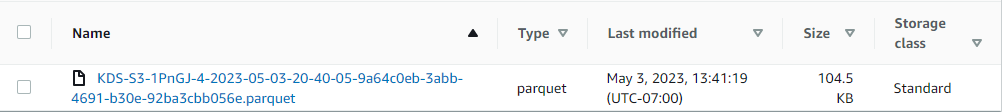 Name Type Last modified Size Storage class
KDS-S3-1PnGJ-4-2023-05-03-20-40-05-9a64c0eb-3abb- May 3, 2023, 13:41:19 104.5
4691-b30e-92ba3cbb056e.parquet parquet (UTC-07:00) KB Standard